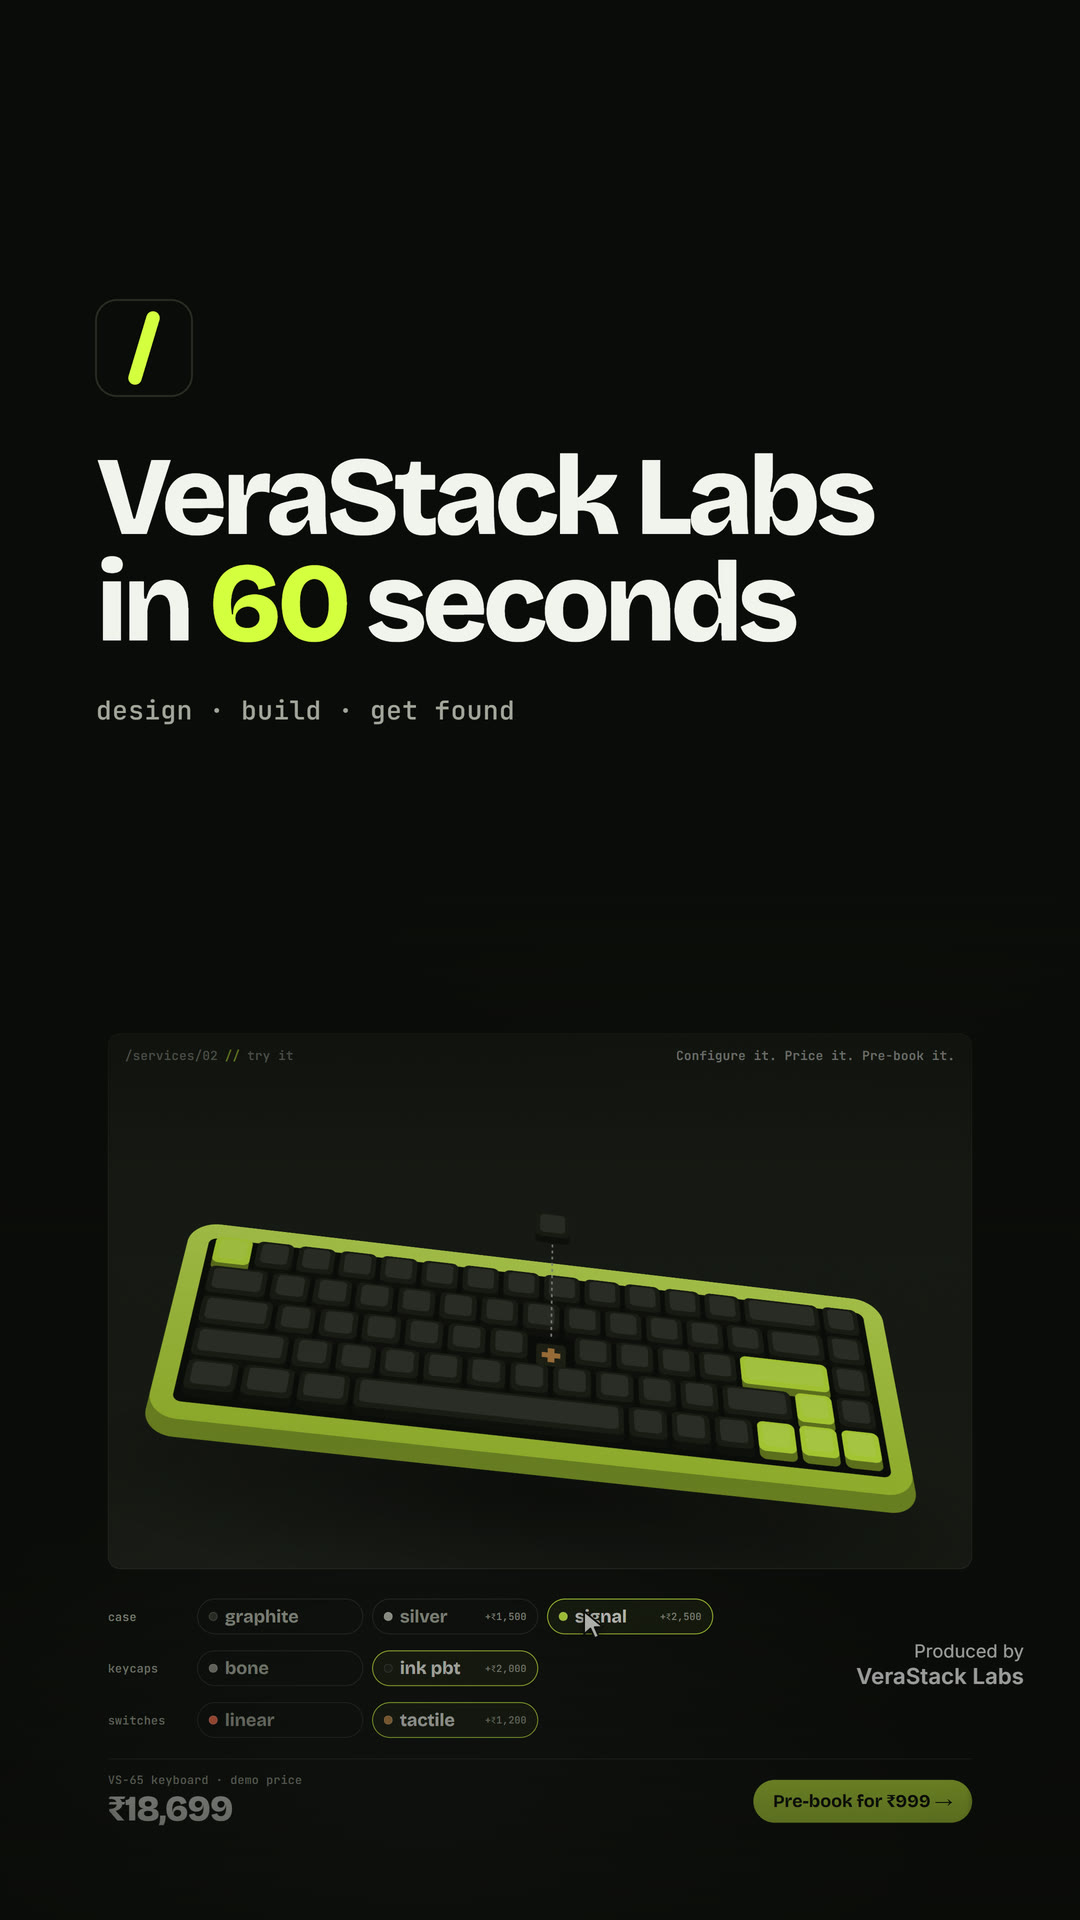 VeraStack Labs
in 60 seconds
design · build · get found
/services/02 // try it
Configure it. Price it. Pre-book it.
case
graphite
silver +₹1,500
signal +₹2,500
keycaps
bone
ink pbt +₹2,000
switches
linear
tactile +₹1,200
Produced by
VeraStack Labs
VS-65 keyboard · demo price
₹18,699
Pre-book for ₹999 →